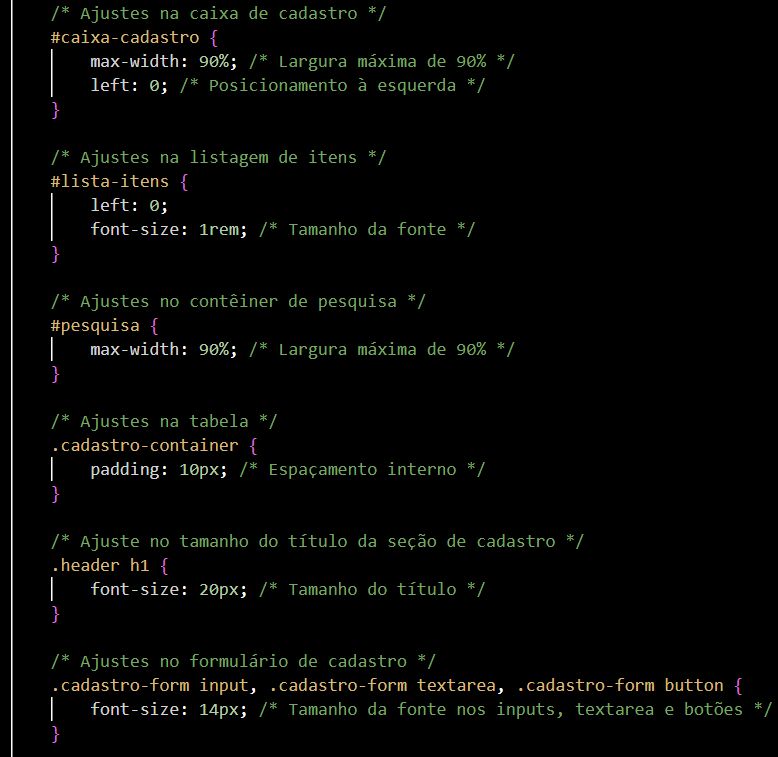 /* Ajustes na caixa de cadastro */
#caixa-cadastro {
max-width: 90%; /* Largura máxima de 90% */
left: 0; /* Posicionamento à esquerda */
}
/* Ajustes na listagem de itens */
#lista-itens {
left: 0;
font-size: 1rem; /* Tamanho da fonte */
}
/* Ajustes no contêiner de pesquisa */
#pesquisa {
max-width: 90%; /* Largura máxima de 90% */
}
/* Ajustes na tabela */
.cadastro-container {
padding: 10px; /* Espaçamento interno */
}
/* Ajuste no tamanho do título da seção de cadastro */
.header h1 {
font-size: 20px; /* Tamanho do título */
}
/* Ajustes no formulário de cadastro */
.cadastro-form input, .cadastro-form textarea, .cadastro-form button {
font-size: 14px; /* Tamanho da fonte nos inputs, textarea e botões */
}